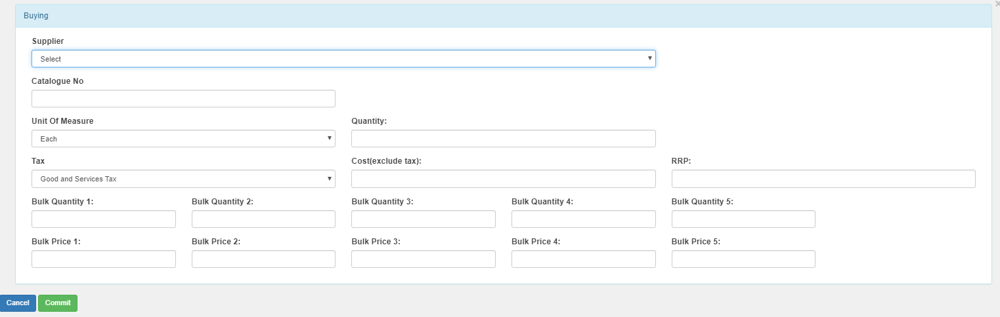 Buying
Supplier
Select
Catalogue No
Unit Of Measure Quantity:
Each
Tax Cost(exclude tax): RRP:
Good and Services Tax
Bulk Quantity 1: Bulk Quantity 2: Bulk Quantity 3: Bulk Quantity 4: Bulk Quantity 5:
Bulk Price 1: Bulk Price 2: Bulk Price 3: Bulk Price 4: Bulk Price 5:
Cancel Commit